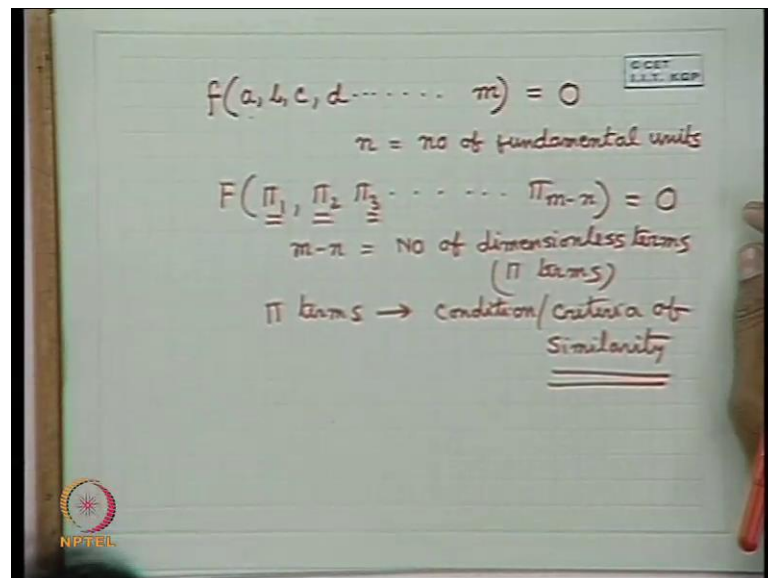 f(a, b, c, d ....... m) = 0
© CET
I.I.T. KGP
n = no of fundamental units
F(Π₁, Π₂ Π₃ . . . . . . . Πm-n) = 0
m-n = No of dimensionless terms
(Π terms)
Π terms → condition/criteria of
similarity
NPTEL